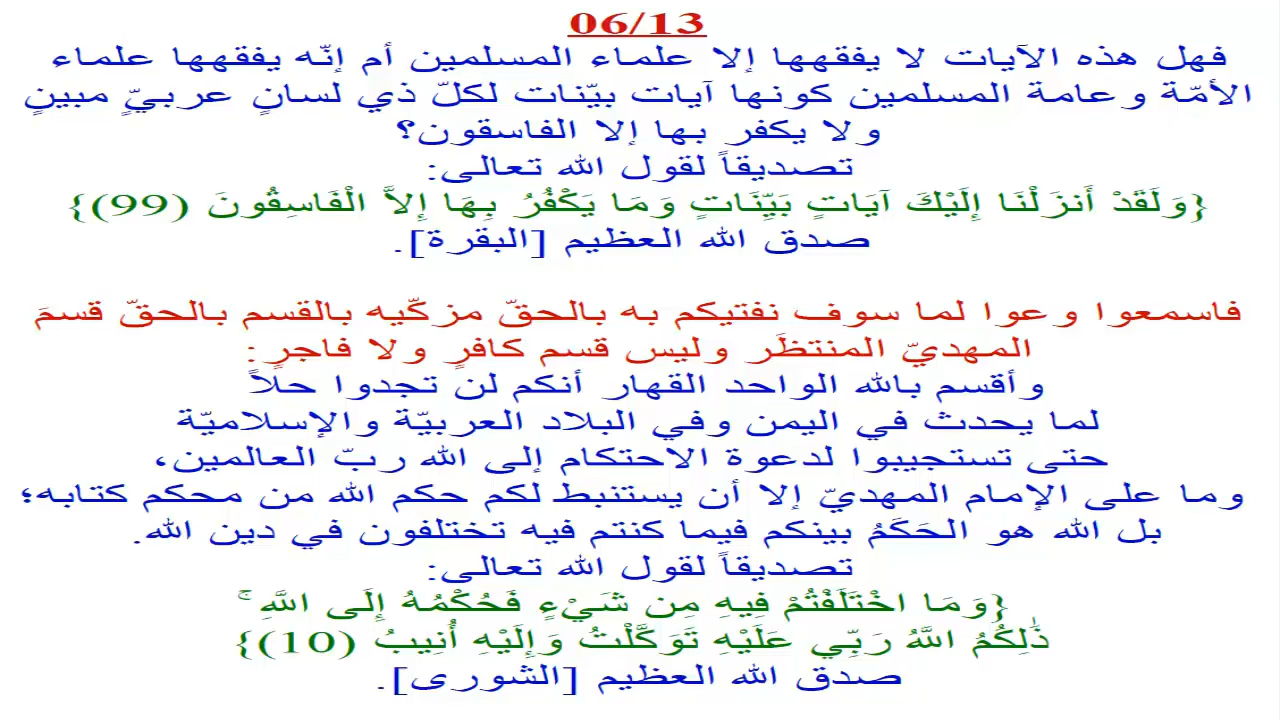 06/13
فهل هذه الآيات لا يفقهها إلا علماء المسلمين أم إنّه يفقهها علماء
الأمّة وعامة المسلمين كونها آيات بيّنات لكلّ ذي لسانٍ عربيٍّ مبينٍ
ولا يكفر بها إلا الفاسقون؟
تصديقاً لقول الله تعالى:
{وَلَقَدْ أَنزَلْنَا إِلَيْكَ آيَاتٍ بَيِّنَاتٍ وَمَا يَكْفُرُ بِهَا إِلاَّ الْفَاسِقُونَ (99)}
صدق الله العظيم [البقرة].
فاسمعوا وعوا لما سوف نفتيكم به بالحقّ مزكّيه بالقسم بالحقّ قسمَ
المهديّ المنتظَر وليس قسم كافرٍ ولا فاجرٍ:
وأقسم بالله الواحد القهار أنكم لن تجدوا حلاً
لما يحدث في اليمن وفي البلاد العربيّة والإسلاميّة
حتى تستجيبوا لدعوة الاحتكام إلى الله ربّ العالمين،
وما على الإمام المهديّ إلا أن يستنبط لكم حكم الله من محكم كتابه؛
بل الله هو الحَكَمُ بينكم فيما كنتم فيه تختلفون في دين الله.
تصديقاً لقول الله تعالى:
{وَمَا اخْتَلَفْتُمْ فِيهِ مِن شَيْءٍ فَحُكْمُهُ إِلَى اللَّهِ ۚ
ذَٰلِكُمُ اللَّهُ رَبِّي عَلَيْهِ تَوَكَّلْتُ وَإِلَيْهِ أُنِيبُ (10)}
صدق الله العظيم [الشورى].